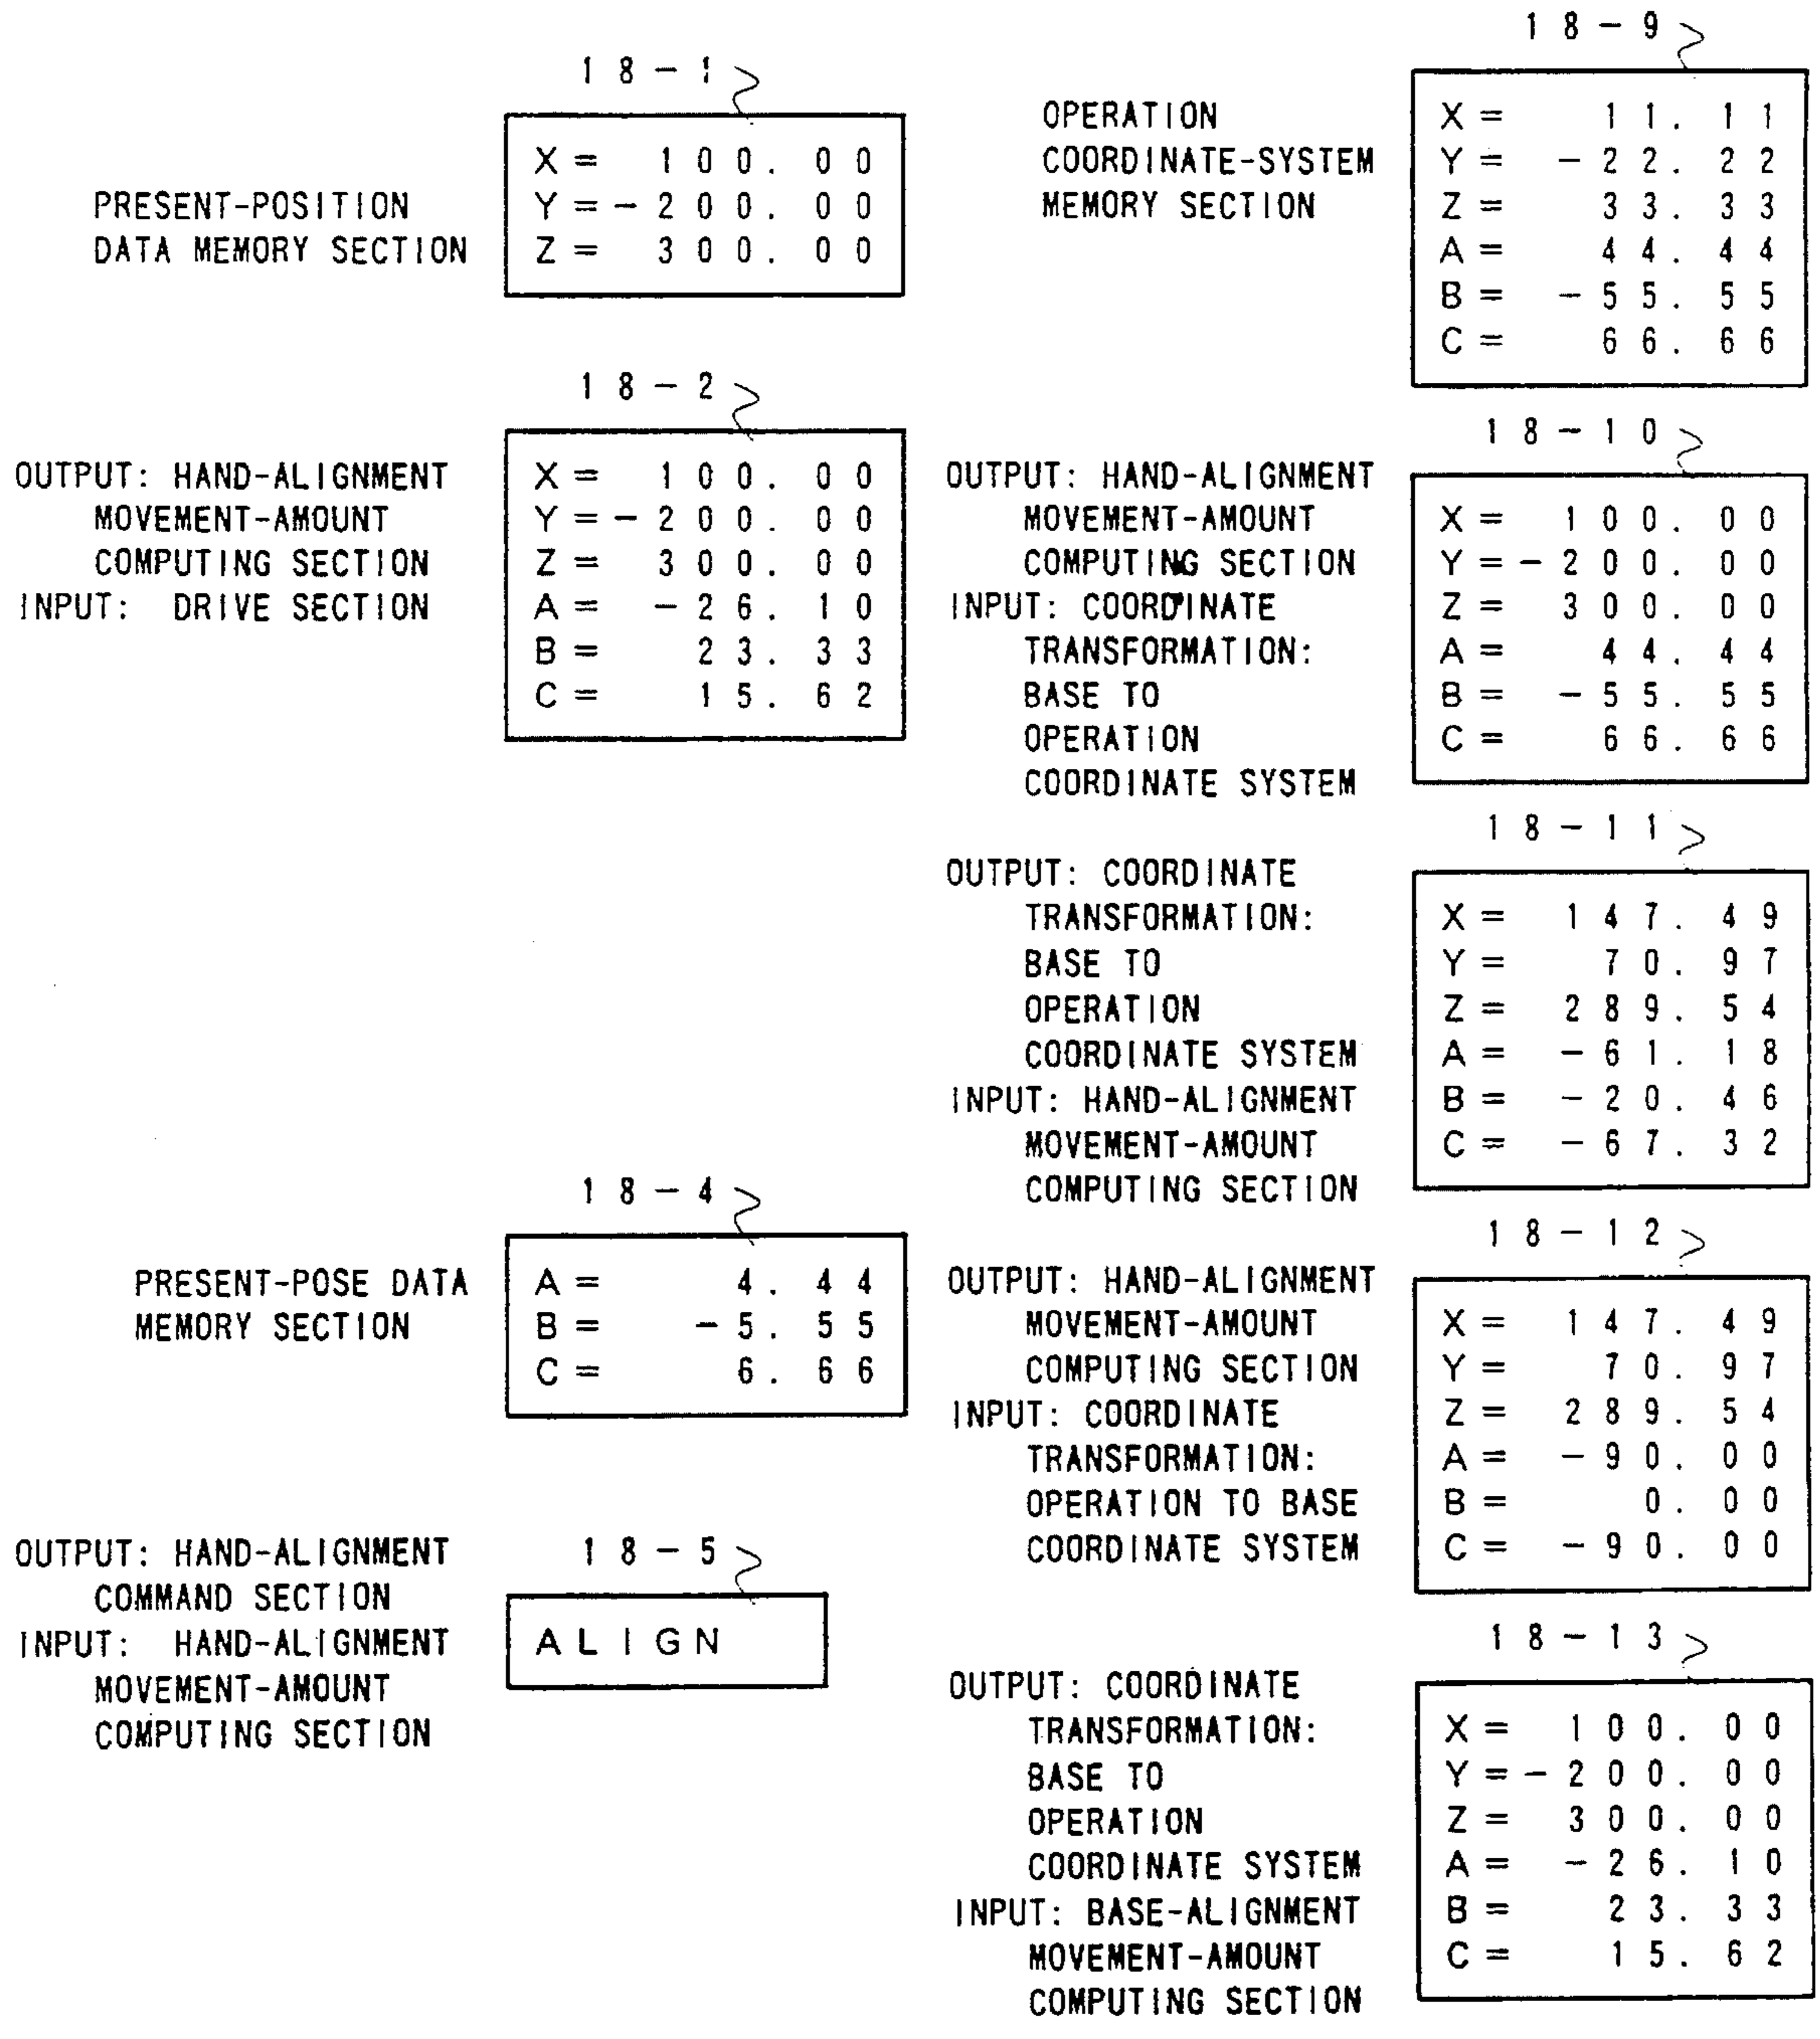 18-1
PRESENT-POSITION
DATA MEMORY SECTION
X = 100.00
Y = -200.00
Z = 300.00
18-2
OUTPUT: HAND-ALIGNMENT
MOVEMENT-AMOUNT
COMPUTING SECTION
INPUT: DRIVE SECTION
X = 100.00
Y = -200.00
Z = 300.00
A = -26.10
B = 23.33
C = 15.62
18-4
PRESENT-POSE DATA
MEMORY SECTION
A = 4.44
B = -5.55
C = 6.66
OUTPUT: HAND-ALIGNMENT
COMMAND SECTION
INPUT: HAND-ALIGNMENT
MOVEMENT-AMOUNT
COMPUTING SECTION
18-5
ALIGN
18-9
OPERATION
COORDINATE-SYSTEM
MEMORY SECTION
X = 11.11
Y = -22.22
Z = 33.33
A = 44.44
B = -55.55
C = 66.66
18-10
OUTPUT: HAND-ALIGNMENT
MOVEMENT-AMOUNT
COMPUTING SECTION
INPUT: COORDINATE
TRANSFORMATION:
BASE TO
OPERATION
COORDINATE SYSTEM
X = 100.00
Y = -200.00
Z = 300.00
A = 44.44
B = -55.55
C = 66.66
18-11
OUTPUT: COORDINATE
TRANSFORMATION:
BASE TO
OPERATION
COORDINATE SYSTEM
INPUT: HAND-ALIGNMENT
MOVEMENT-AMOUNT
COMPUTING SECTION
X = 147.49
Y = 70.97
Z = 289.54
A = -61.18
B = -20.46
C = -67.32
18-12
OUTPUT: HAND-ALIGNMENT
MOVEMENT-AMOUNT
COMPUTING SECTION
INPUT: COORDINATE
TRANSFORMATION:
OPERATION TO BASE
COORDINATE SYSTEM
X = 147.49
Y = 70.97
Z = 289.54
A = -90.00
B = 0.00
C = -90.00
18-13
OUTPUT: COORDINATE
TRANSFORMATION:
BASE TO
OPERATION
COORDINATE SYSTEM
INPUT: BASE-ALIGNMENT
MOVEMENT-AMOUNT
COMPUTING SECTION
X = 100.00
Y = -200.00
Z = 300.00
A = -26.10
B = 23.33
C = 15.62